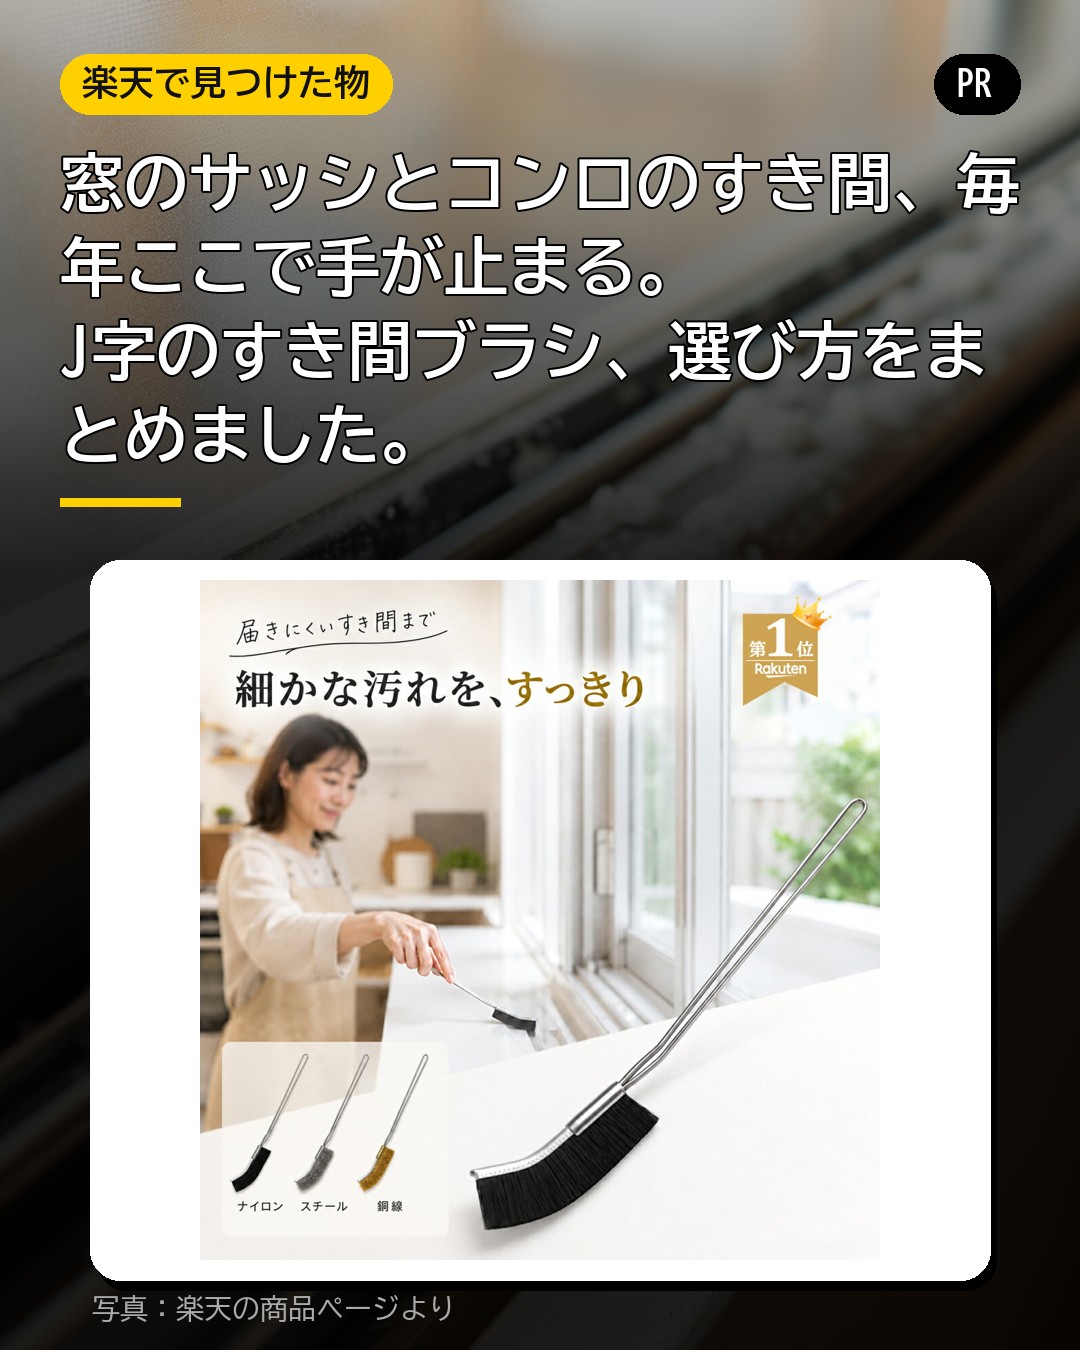 楽天で見つけた物
PR
窓のサッシとコンロのすき間、毎
年ここで手が止まる。
J字のすき間ブラシ、選び方をま
とめました。
届きにくいすき間まで
細かな汚れを、すっきり
第1位
Rakuten
ナイロン
スチール
銅線
写真：楽天の商品ページより